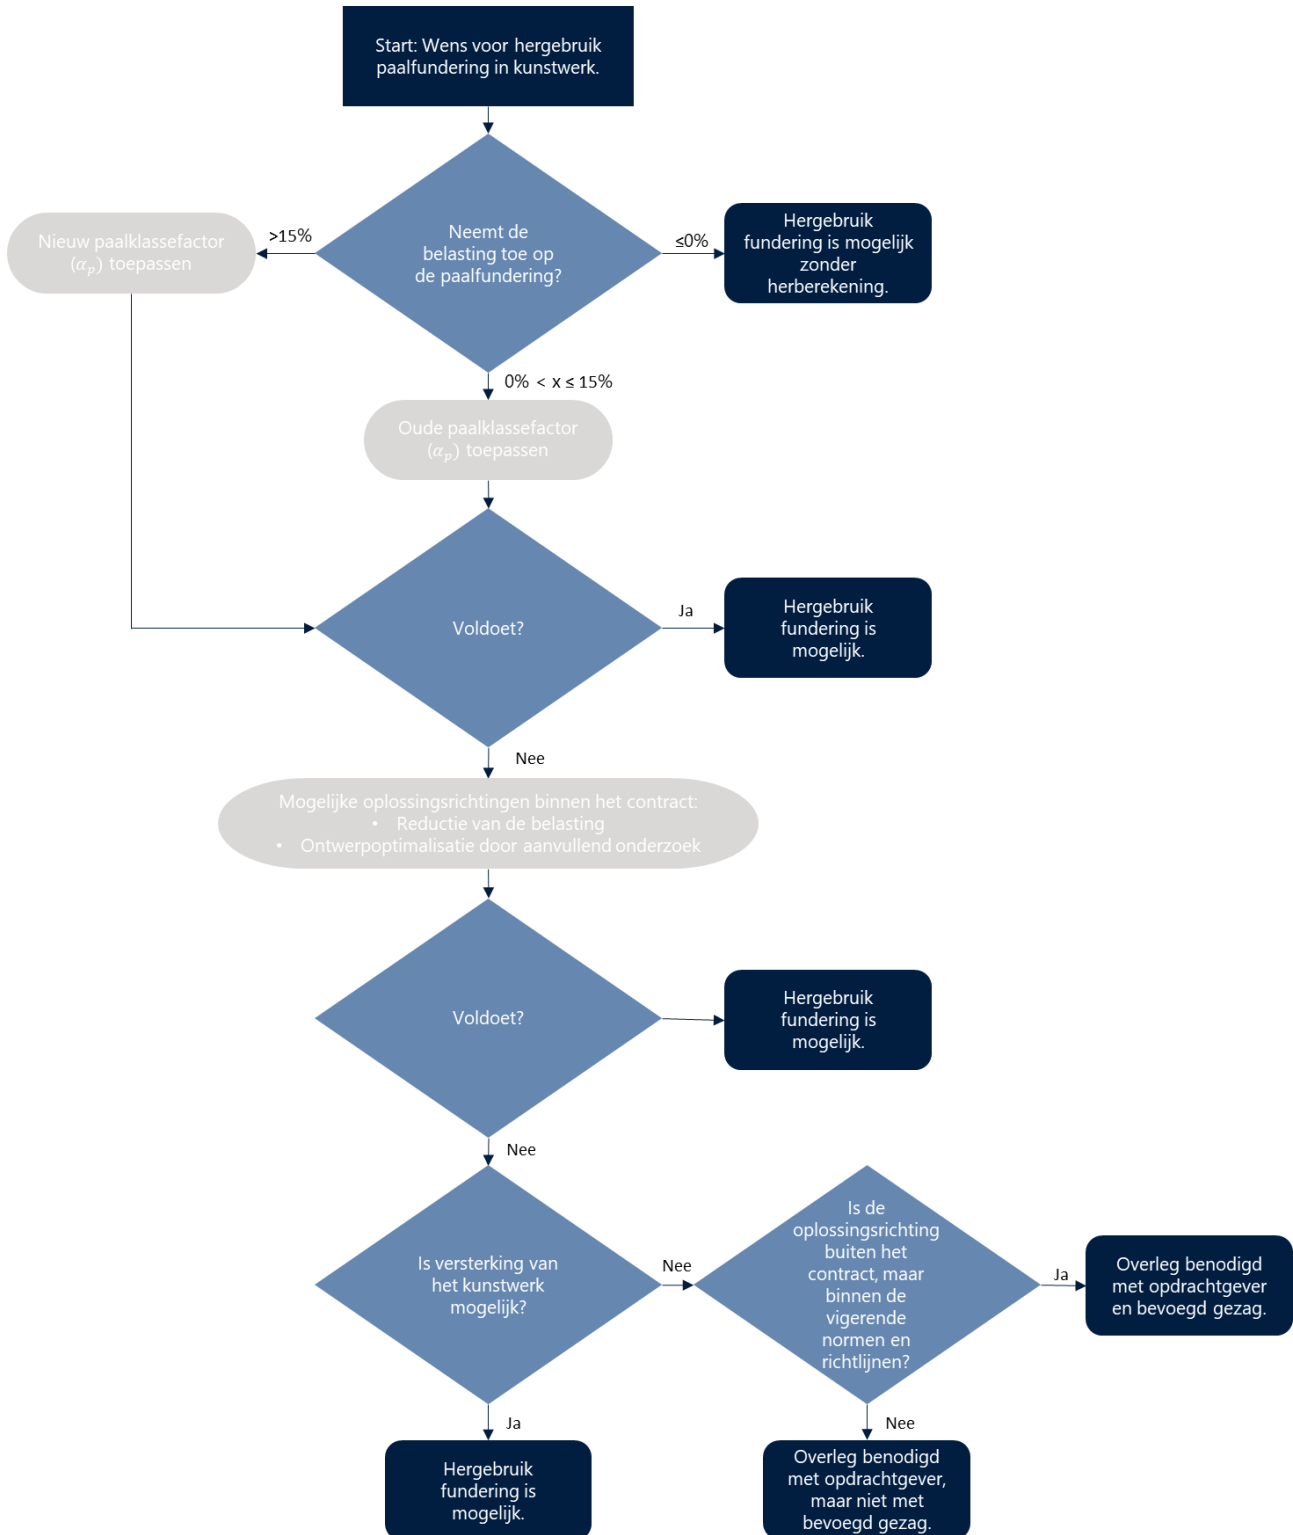 Start: Wens voor hergebruik
paalfundering in kunstwerk.
Neemt de
belasting toe op
de paalfundering?
>15%
Nieuw paalklassefactor
(αₚ) toepassen
≤0%
Hergebruik
fundering is mogelijk
zonder
herberekening.
0% < x ≤ 15%
Oude paalklassefactor
(αₚ) toepassen
Voldoet?
Ja
Hergebruik
fundering is
mogelijk.
Nee
Mogelijke oplossingsrichtingen binnen het contract:
• Reductie van de belasting
• Ontwerpoptimalisatie door aanvullend onderzoek
Voldoet?
Hergebruik
fundering is
mogelijk.
Nee
Is versterking van
het kunstwerk
mogelijk?
Nee
Is de
oplossingsrichting
buiten het
contract, maar
binnen de
vigerende
normen en
richtlijnen?
Ja
Overleg benodigd
met opdrachtgever
en bevoegd gezag.
Ja
Hergebruik
fundering is
mogelijk.
Nee
Overleg benodigd
met opdrachtgever,
maar niet met
bevoegd gezag.